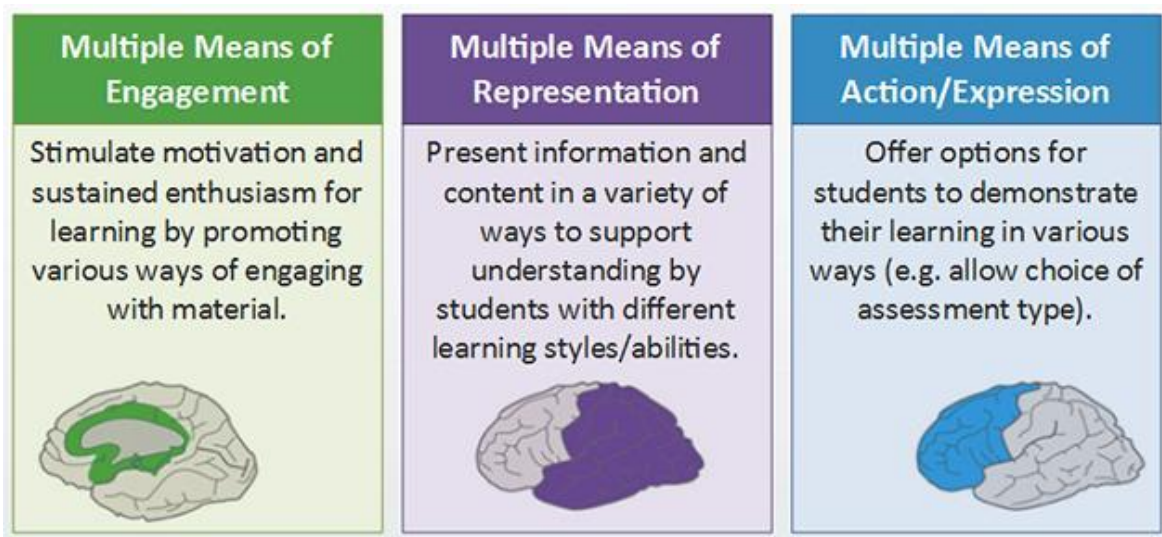 Multiple Means of
Engagement
Stimulate motivation and
sustained enthusiasm for
learning by promoting
various ways of engaging
with material.
Multiple Means of
Representation
Present information and
content in a variety of
ways to support
understanding by
students with different
learning styles/abilities.
Multiple Means of
Action/Expression
Offer options for
students to demonstrate
their learning in various
ways (e.g. allow choice of
assessment type).